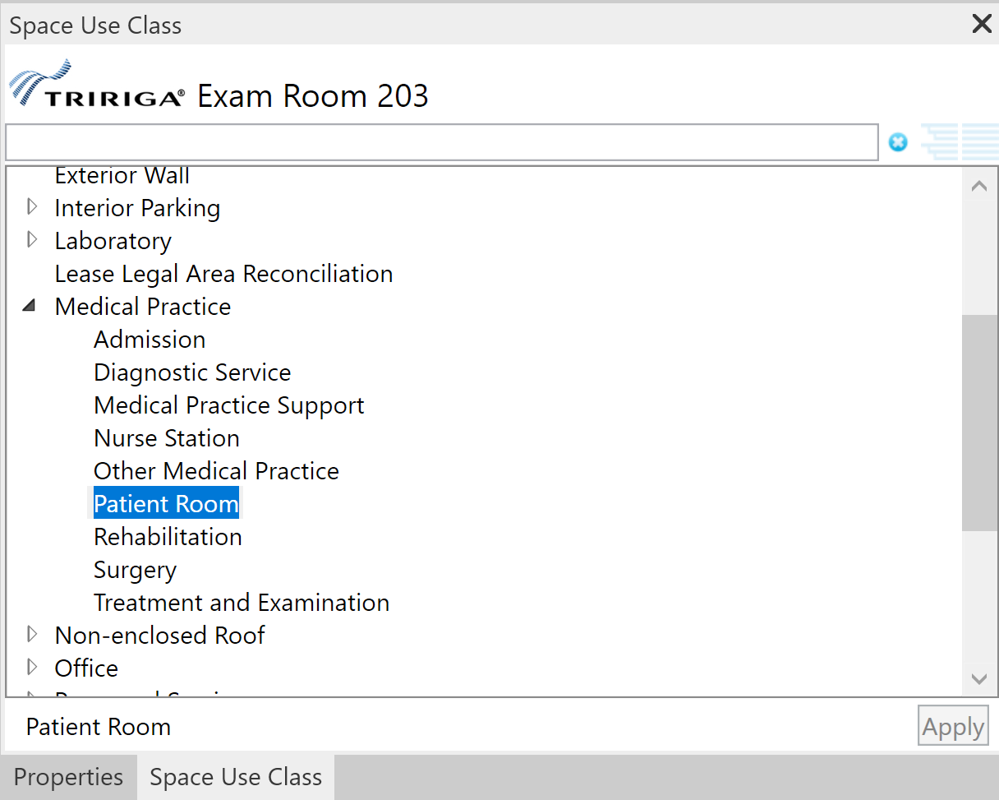 Space Use Class
TRIRIGA® Exam Room 203
Exterior Wall
Interior Parking
Laboratory
Lease Legal Area Reconciliation
Medical Practice
Admission
Diagnostic Service
Medical Practice Support
Nurse Station
Other Medical Practice
Patient Room
Rehabilitation
Surgery
Treatment and Examination
Non-enclosed Roof
Office
Patient Room
Apply
Properties
Space Use Class